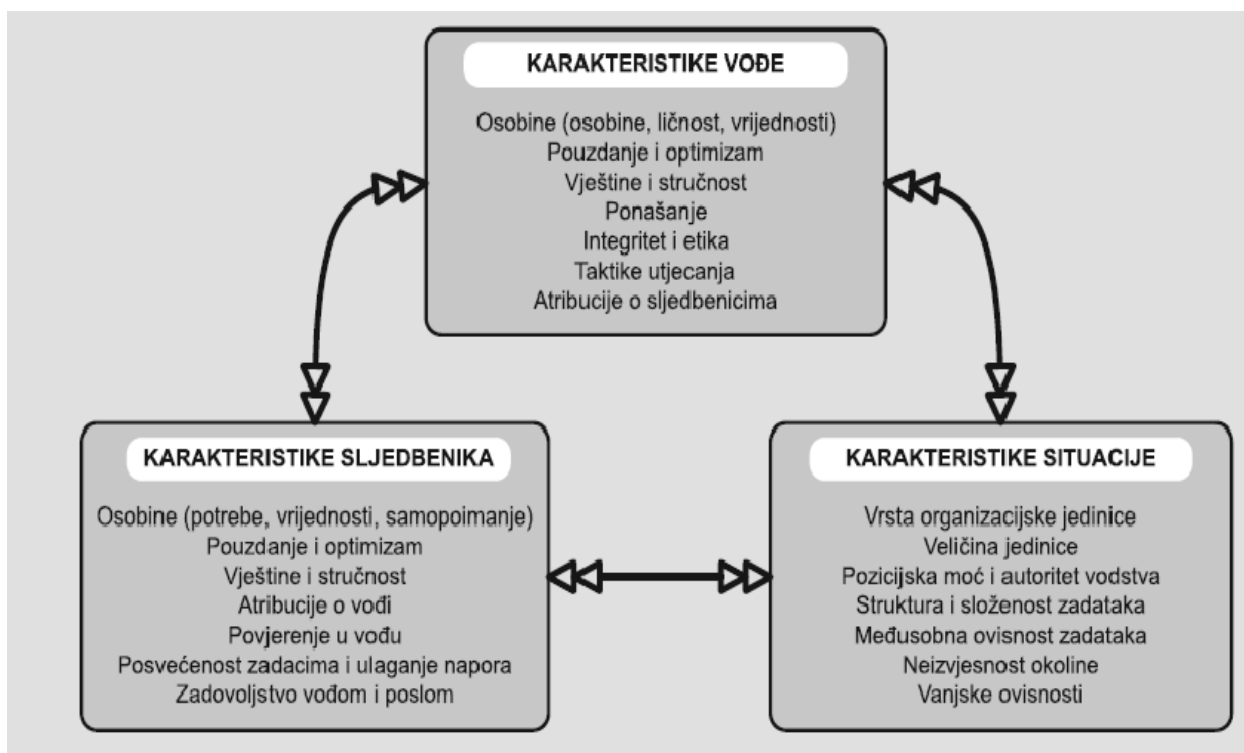 KARAKTERISTIKE VOĐE
Osobine (osobine, ličnost, vrijednosti)
Pouzdanje i optimizam
Vještine i stručnost
Ponašanje
Integritet i etika
Taktike utjecanja
Atribucije o sljedbenicima
KARAKTERISTIKE SLJEDBENIKA
Osobine (potrebe, vrijednosti, samopoimanje)
Pouzdanje i optimizam
Vještine i stručnost
Atribucije o vođi
Povjerenje u vođu
Posvećenost zadacima i ulaganje napora
Zadovoljstvo vođom i poslom
KARAKTERISTIKE SITUACIJE
Vrsta organizacijske jedinice
Veličina jedinice
Pozicijska moć i autoritet vodstva
Struktura i složenost zadataka
Međusobna ovisnost zadataka
Neizvjesnost okoline
Vanjske ovisnosti